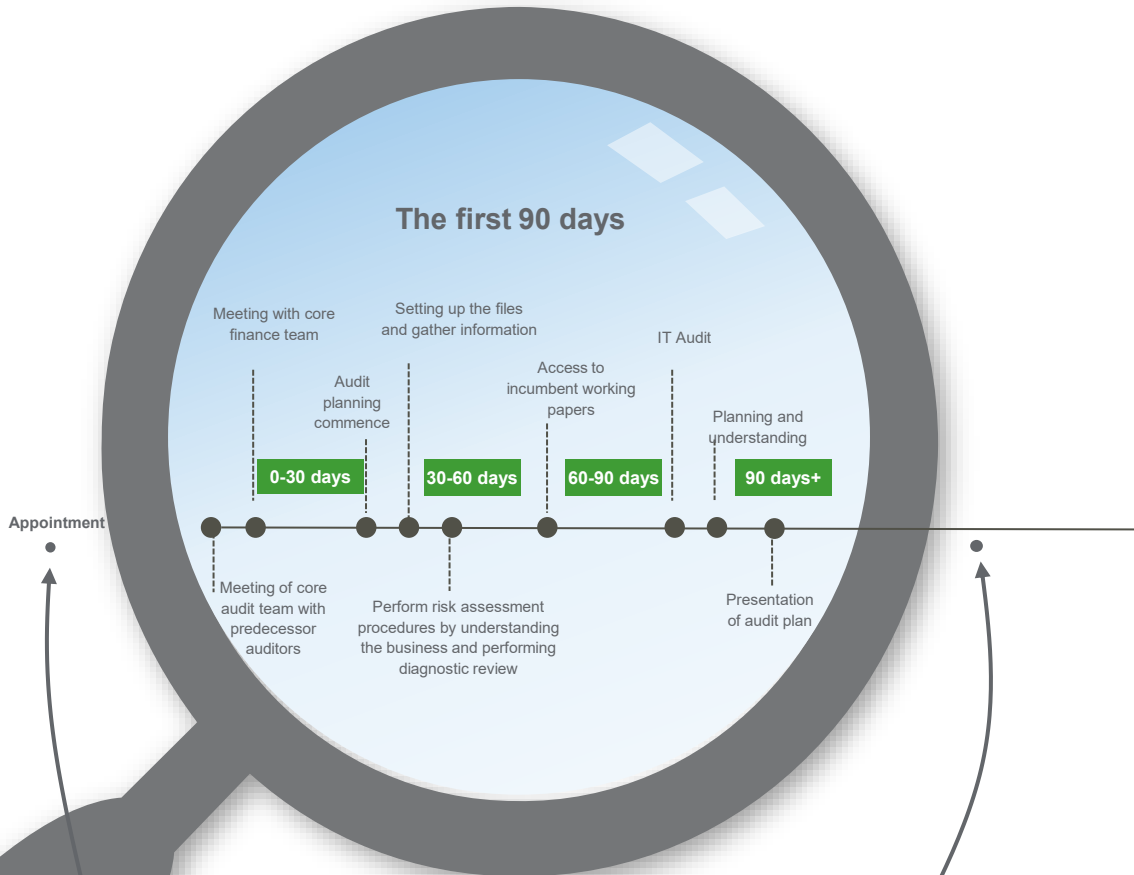 The first 90 days
Meeting with core
finance team
Setting up the files
and gather information
IT Audit
Audit
planning
commence
Access to
incumbent working
papers
Planning and
understanding
0-30 days
30-60 days
60-90 days
90 days+
Appointment
Meeting of core
audit team with
predecessor
auditors
Perform risk assessment
procedures by understanding
the business and performing
diagnostic review
Presentation
of audit plan